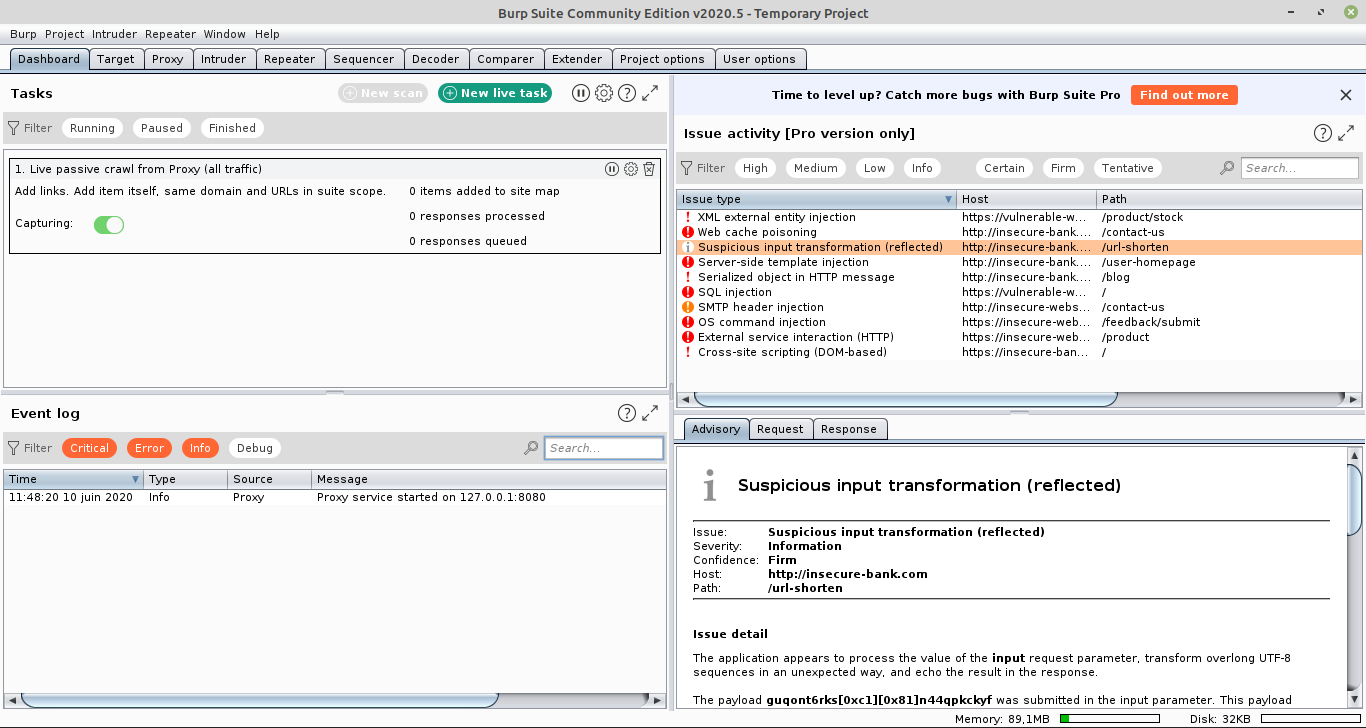 Burp Suite Community Edition v2020.5 - Temporary Project
Burp Project Intruder Repeater Window Help
Dashboard Target Proxy Intruder Repeater Sequencer Decoder Comparer Extender Project options User options
Tasks
New scan
New live task
Filter Running Paused Finished
1. Live passive crawl from Proxy (all traffic)
Add links. Add item itself, same domain and URLs in suite scope.
0 items added to site map
Capturing:
0 responses processed
0 responses queued
Event log
Filter Critical Error Info Debug Search...
Time Type Source Message
11:48:20 10 juin 2020 Info Proxy Proxy service started on 127.0.0.1:8080
Time to level up? Catch more bugs with Burp Suite Pro Find out more
Issue activity [Pro version only]
Filter High Medium Low Info Certain Firm Tentative Search...
Issue type Host Path
XML external entity injection https://vulnerable-w... /product/stock
Web cache poisoning http://insecure-bank.... /contact-us
Suspicious input transformation (reflected) http://insecure-bank.... /url-shorten
Server-side template injection http://insecure-bank.... /user-homepage
Serialized object in HTTP message http://insecure-bank.... /blog
SQL injection https://vulnerable-w... /
SMTP header injection http://insecure-webs... /contact-us
OS command injection https://insecure-web... /feedback/submit
External service interaction (HTTP) https://insecure-web... /product
Cross-site scripting (DOM-based) https://insecure-ban... /
Advisory Request Response
i Suspicious input transformation (reflected)
Issue: Suspicious input transformation (reflected)
Severity: Information
Confidence: Firm
Host: http://insecure-bank.com
Path: /url-shorten
Issue detail
The application appears to process the value of the input request parameter, transform overlong UTF-8
sequences in an unexpected way, and echo the result in the response.
The payload guqont6rks[0xc1][0x81]n44qpkckyf was submitted in the input parameter. This payload
Memory: 89,1MB Disk: 32KB